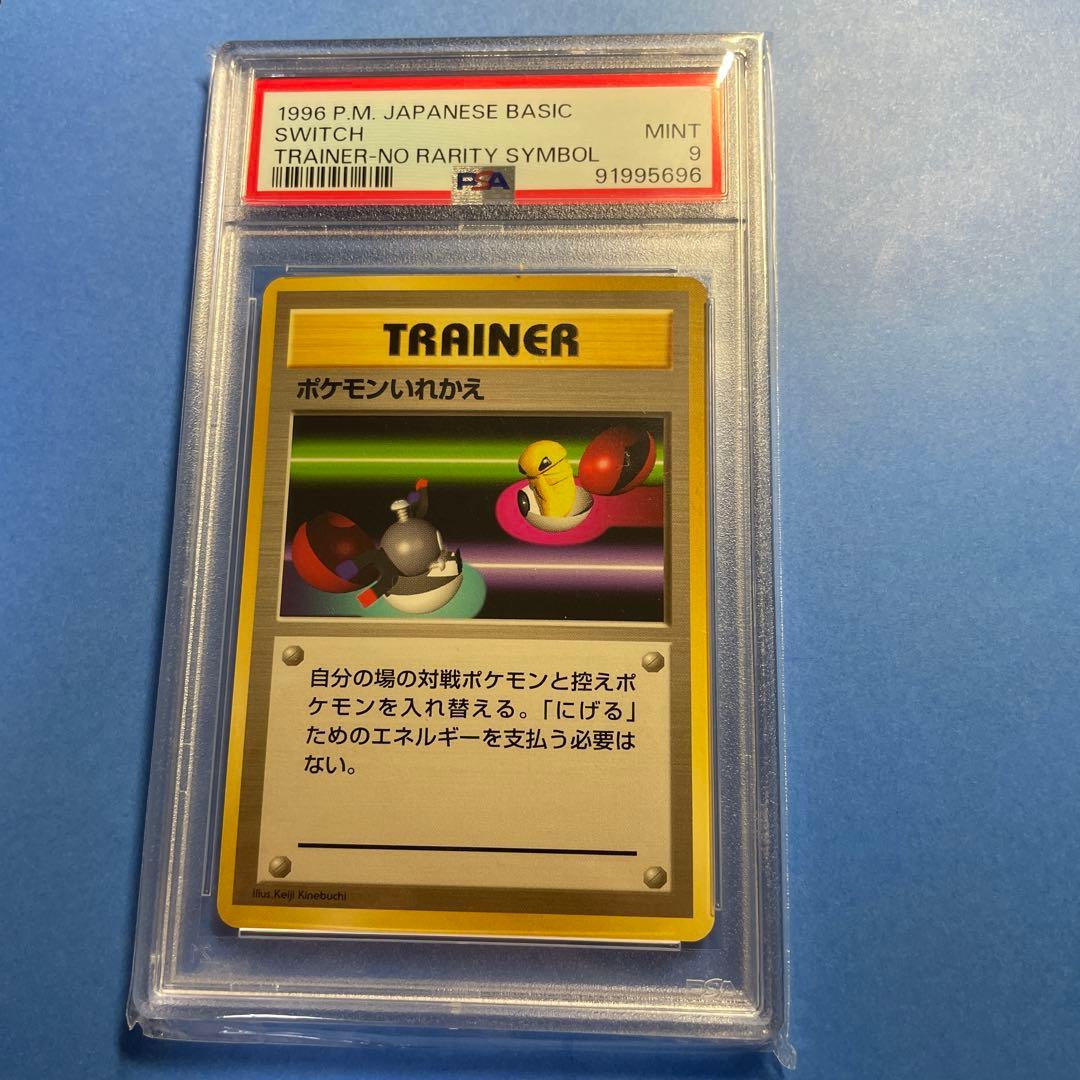 1996 P.M. JAPANESE BASIC
SWITCH
MINT
TRAINER-NO RARITY SYMBOL
9
PSA
91995696
TRAINER
ポケモンいれかえ
自分の場の対戦ポケモンと控えポ
ケモンを入れ替える。「にげる」
ためのエネルギーを支払う必要は
ない。
Illus.Keiji Kinebuchi
PSA